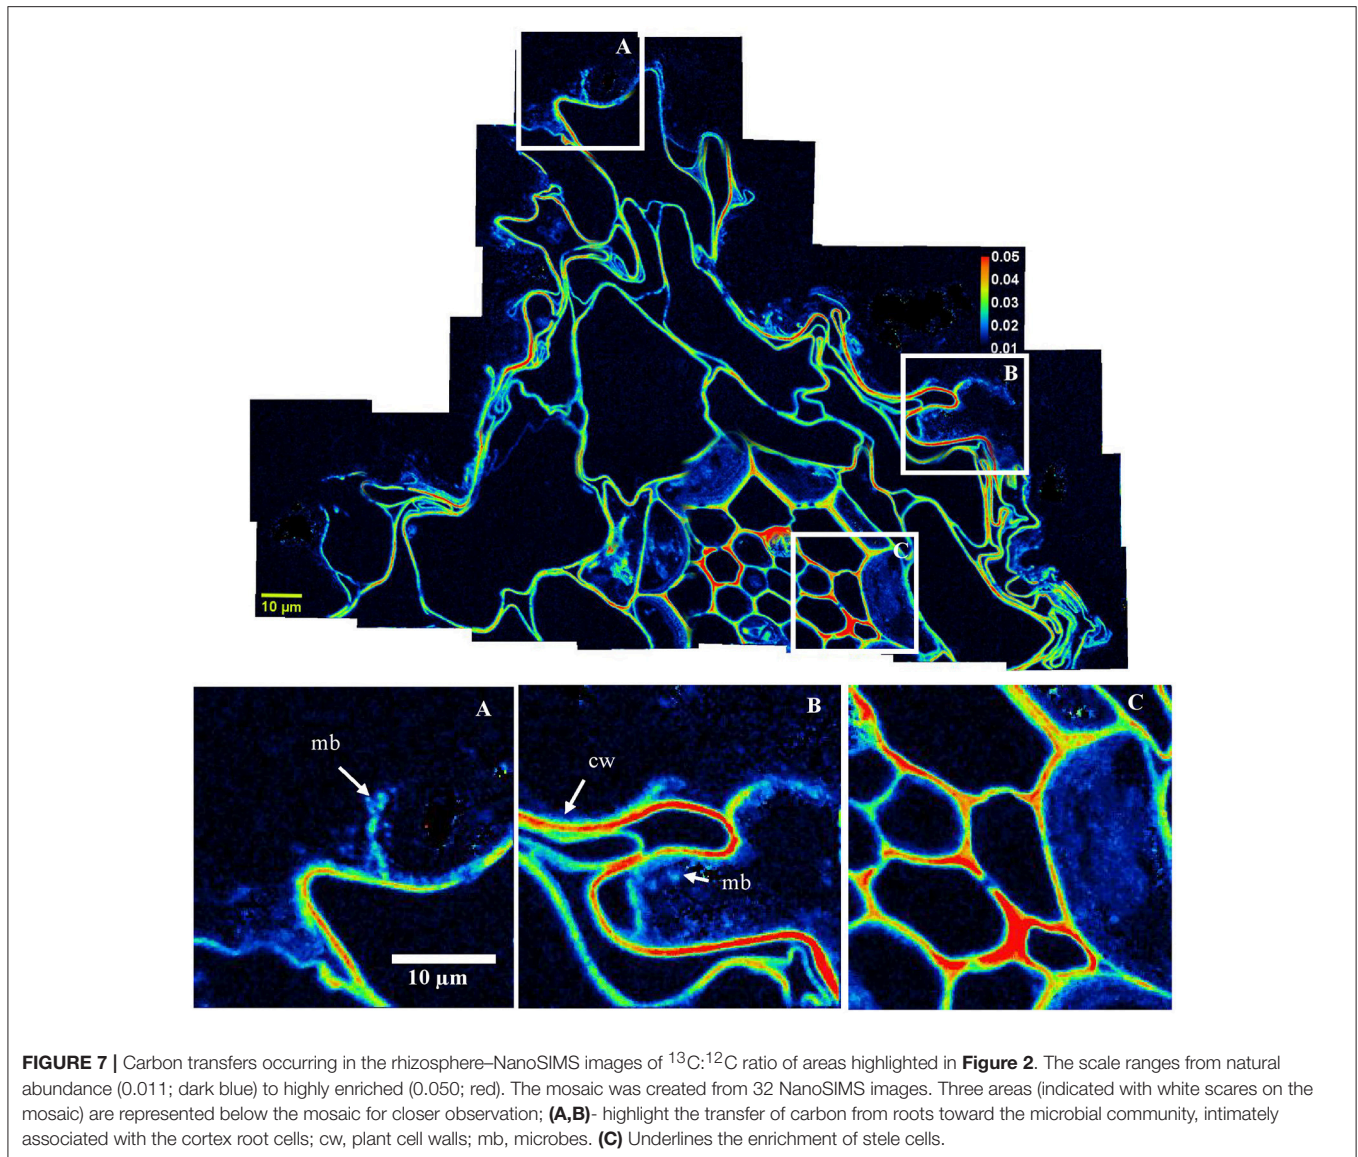 A
0.05
0.04
0.03
0.02
0.01
B
C
10 µm
A
B
C
mb
cw
mb
10 µm
FIGURE 7 | Carbon transfers occurring in the rhizosphere–NanoSIMS images of ¹³C:¹²C ratio of areas highlighted in Figure 2. The scale ranges from natural
abundance (0.011; dark blue) to highly enriched (0.050; red). The mosaic was created from 32 NanoSIMS images. Three areas (indicated with white scares on the
mosaic) are represented below the mosaic for closer observation; (A,B)- highlight the transfer of carbon from roots toward the microbial community, intimately
associated with the cortex root cells; cw, plant cell walls; mb, microbes. (C) Underlines the enrichment of stele cells.